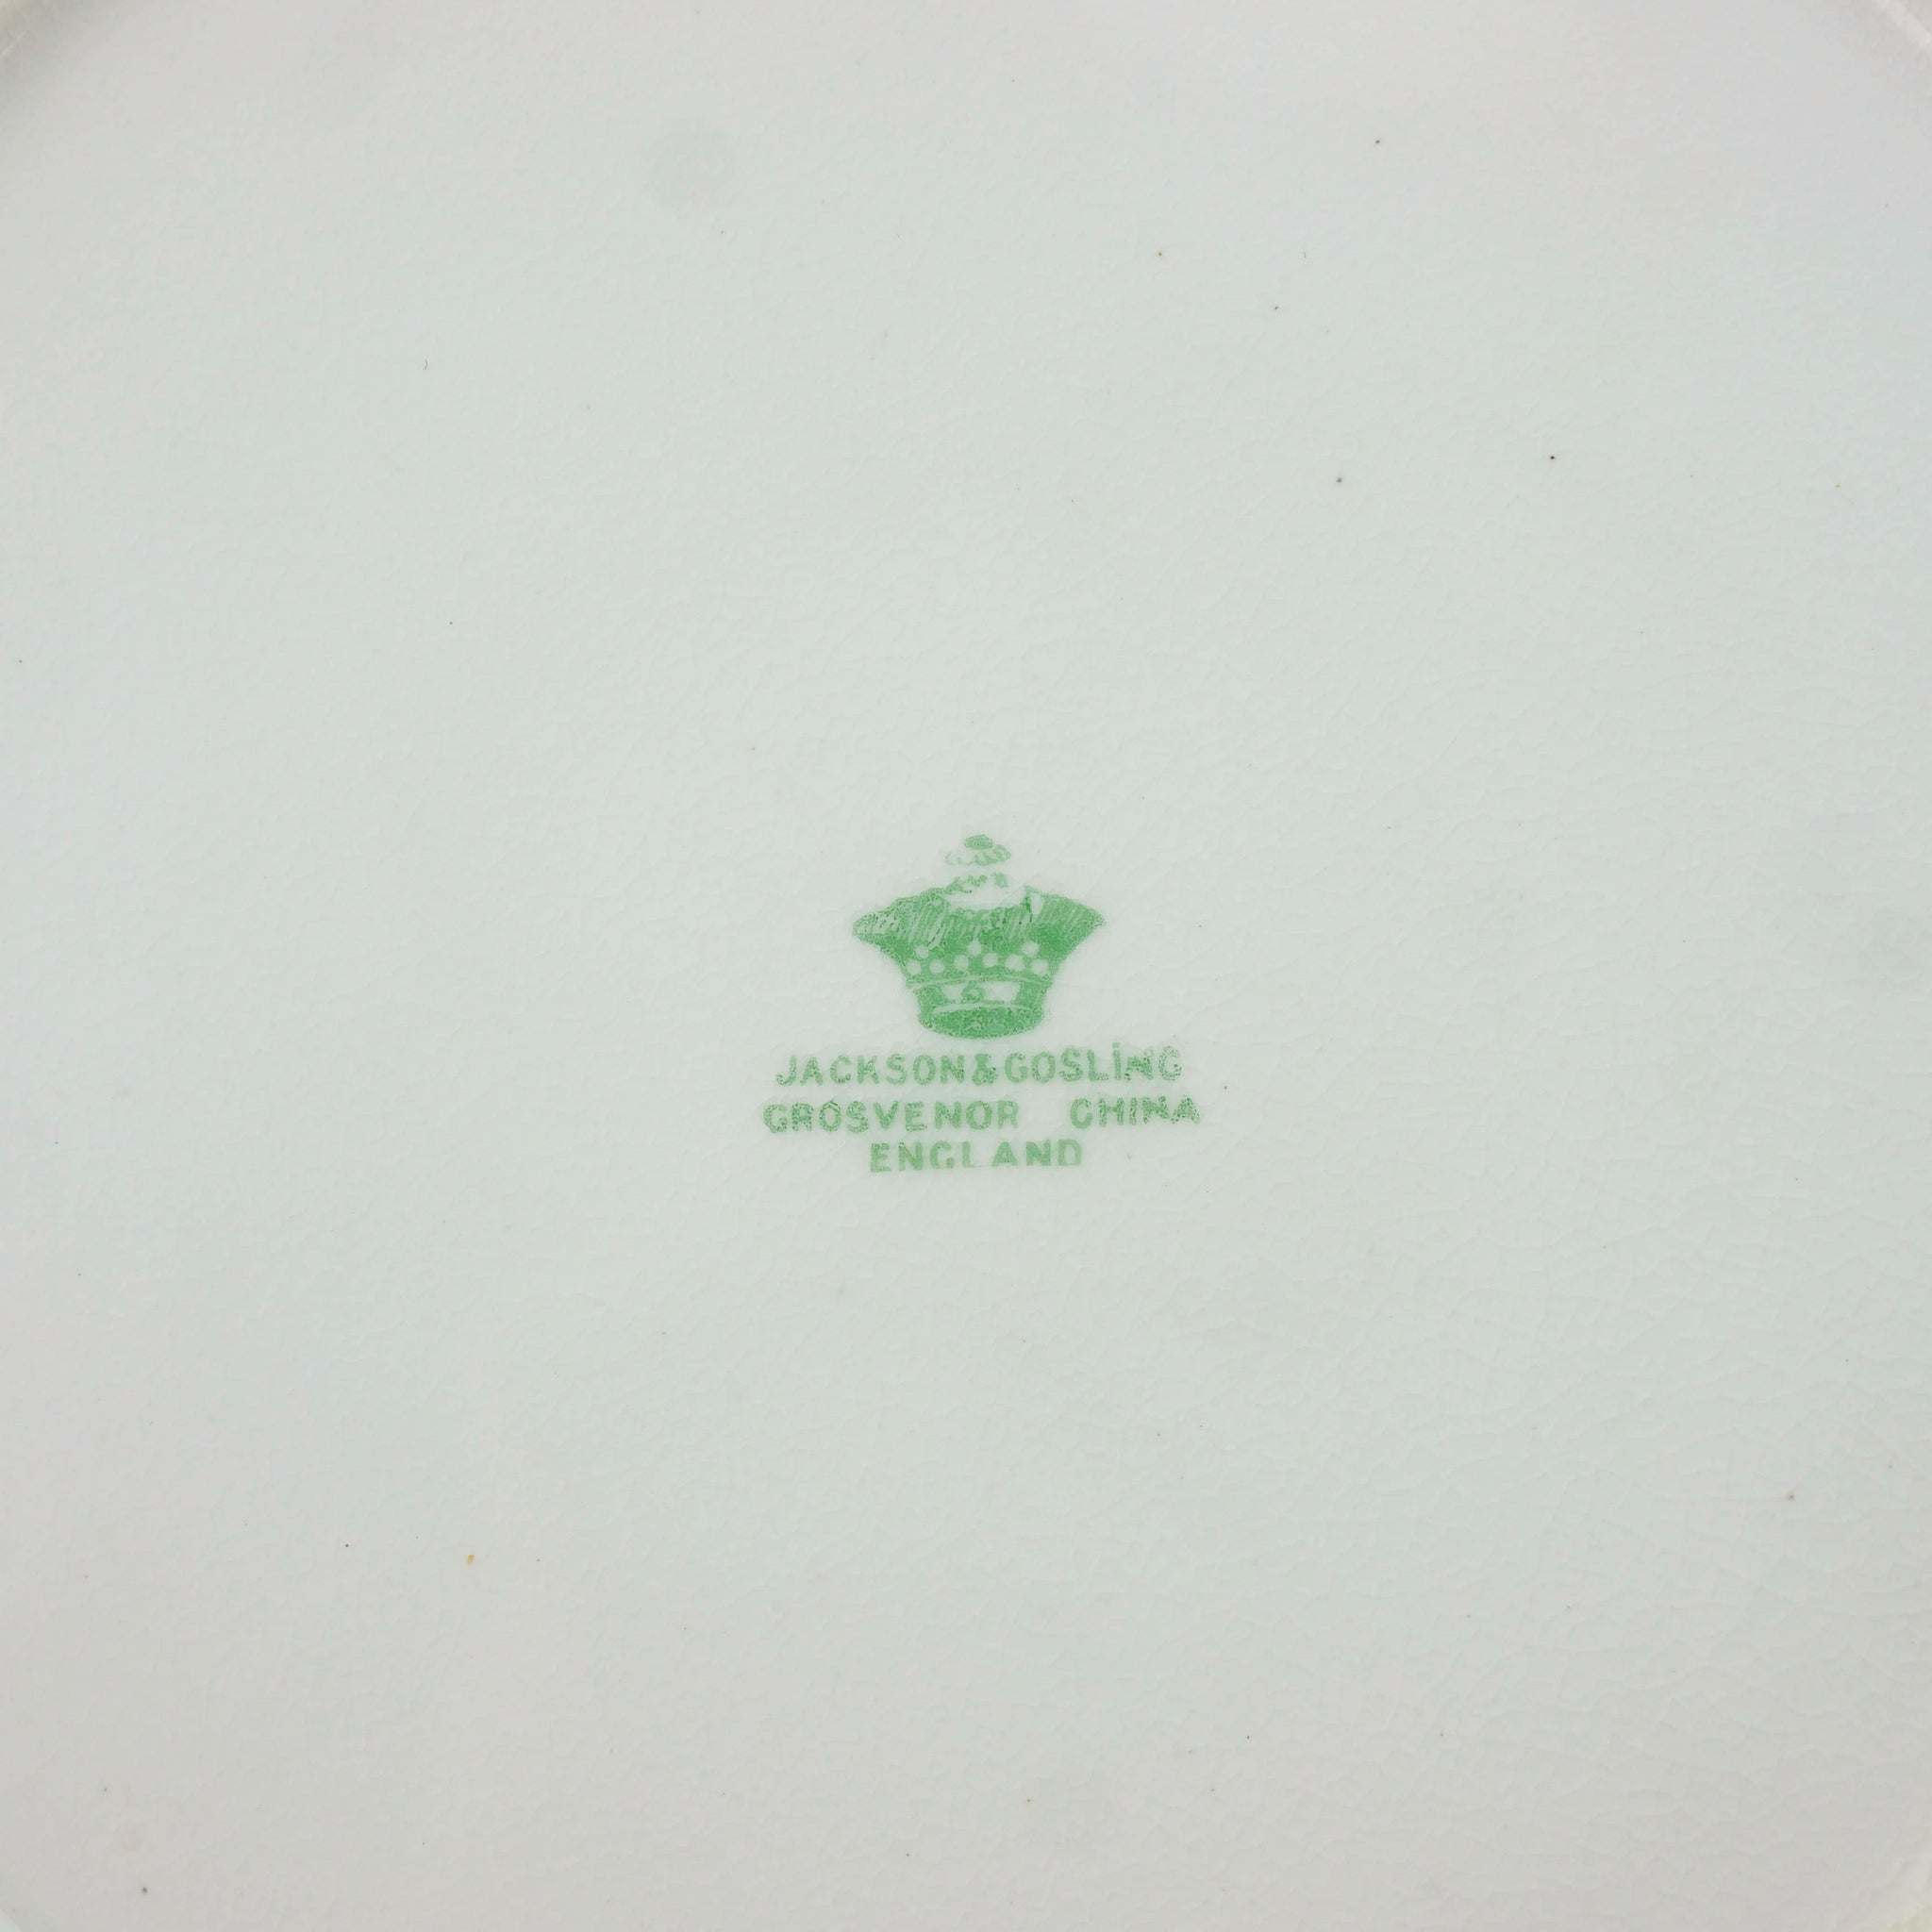 JACKSON & GOSLING
GROSVENOR CHINA
ENGLAND